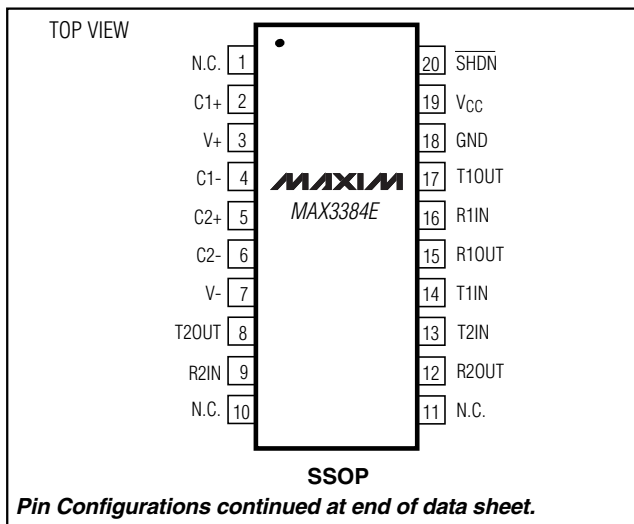 TOP VIEW
N.C. 1
C1+ 2
V+ 3
C1- 4
C2+ 5
C2- 6
V- 7
T2OUT 8
R2IN 9
N.C. 10
MAXIM
MAX3384E
20 SHDN
19 VCC
18 GND
17 T1OUT
16 R1IN
15 R1OUT
14 T1IN
13 T2IN
12 R2OUT
11 N.C.
SSOP
Pin Configurations continued at end of data sheet.